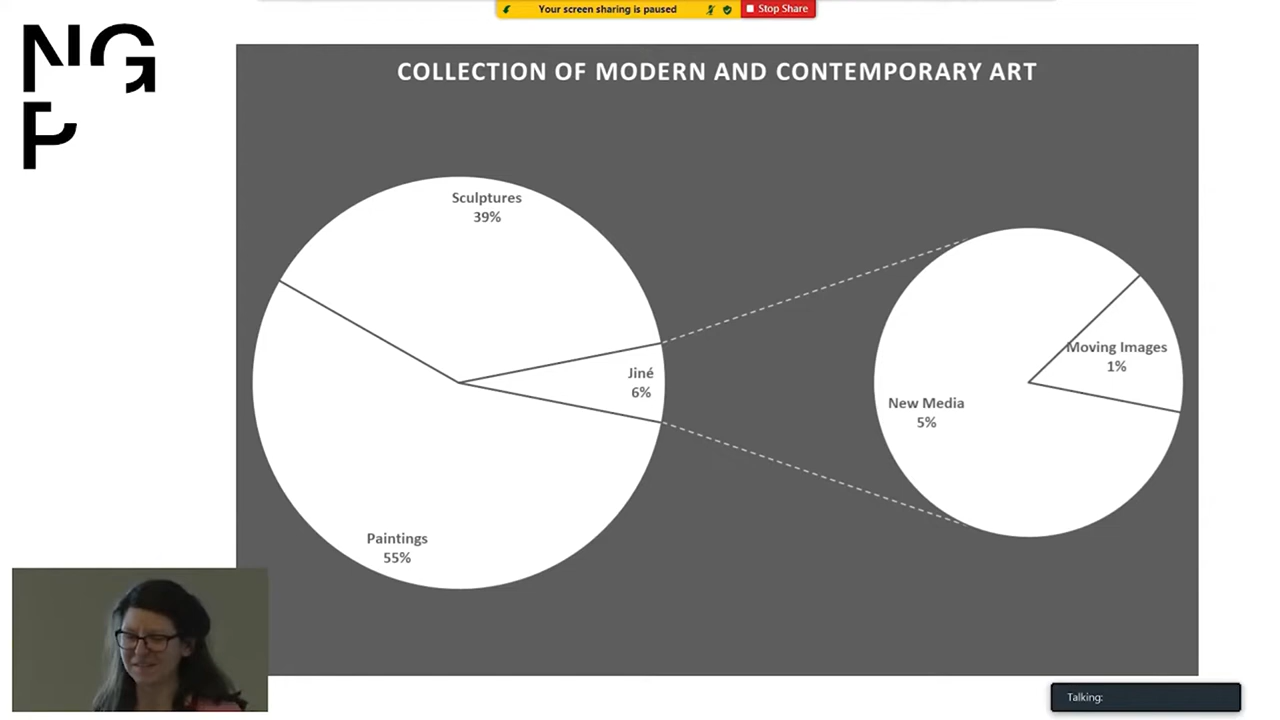 Your screen sharing is paused
Stop Share
NG
P
COLLECTION OF MODERN AND CONTEMPORARY ART
Sculptures
39%
Jiné
6%
Moving Images
1%
New Media
5%
Paintings
55%
Talking: